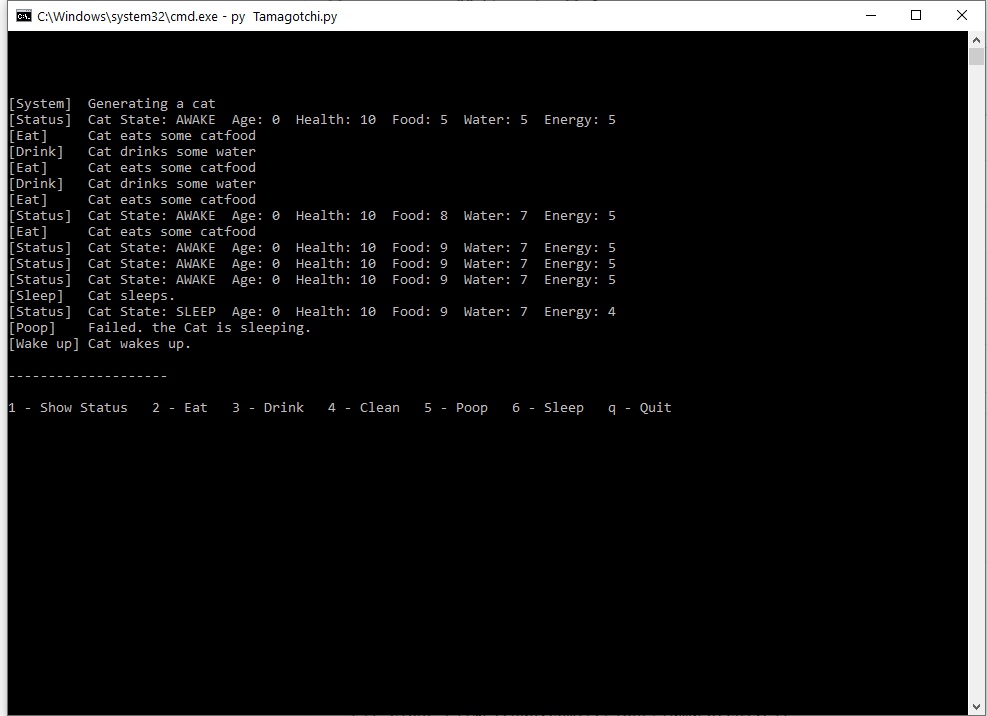 C:\Windows\system32\cmd.exe - py  Tamagotchi.py
[System]  Generating a cat
[Status]  Cat State: AWAKE  Age: 0  Health: 10  Food: 5  Water: 5  Energy: 5
[Eat]     Cat eats some catfood
[Drink]   Cat drinks some water
[Eat]     Cat eats some catfood
[Drink]   Cat drinks some water
[Eat]     Cat eats some catfood
[Status]  Cat State: AWAKE  Age: 0  Health: 10  Food: 8  Water: 7  Energy: 5
[Eat]     Cat eats some catfood
[Status]  Cat State: AWAKE  Age: 0  Health: 10  Food: 9  Water: 7  Energy: 5
[Status]  Cat State: AWAKE  Age: 0  Health: 10  Food: 9  Water: 7  Energy: 5
[Status]  Cat State: AWAKE  Age: 0  Health: 10  Food: 9  Water: 7  Energy: 5
[Sleep]   Cat sleeps.
[Status]  Cat State: SLEEP  Age: 0  Health: 10  Food: 9  Water: 7  Energy: 4
[Poop]    Failed. the Cat is sleeping.
[Wake up] Cat wakes up.
--------------------
1 - Show Status   2 - Eat   3 - Drink   4 - Clean   5 - Poop   6 - Sleep   q - Quit